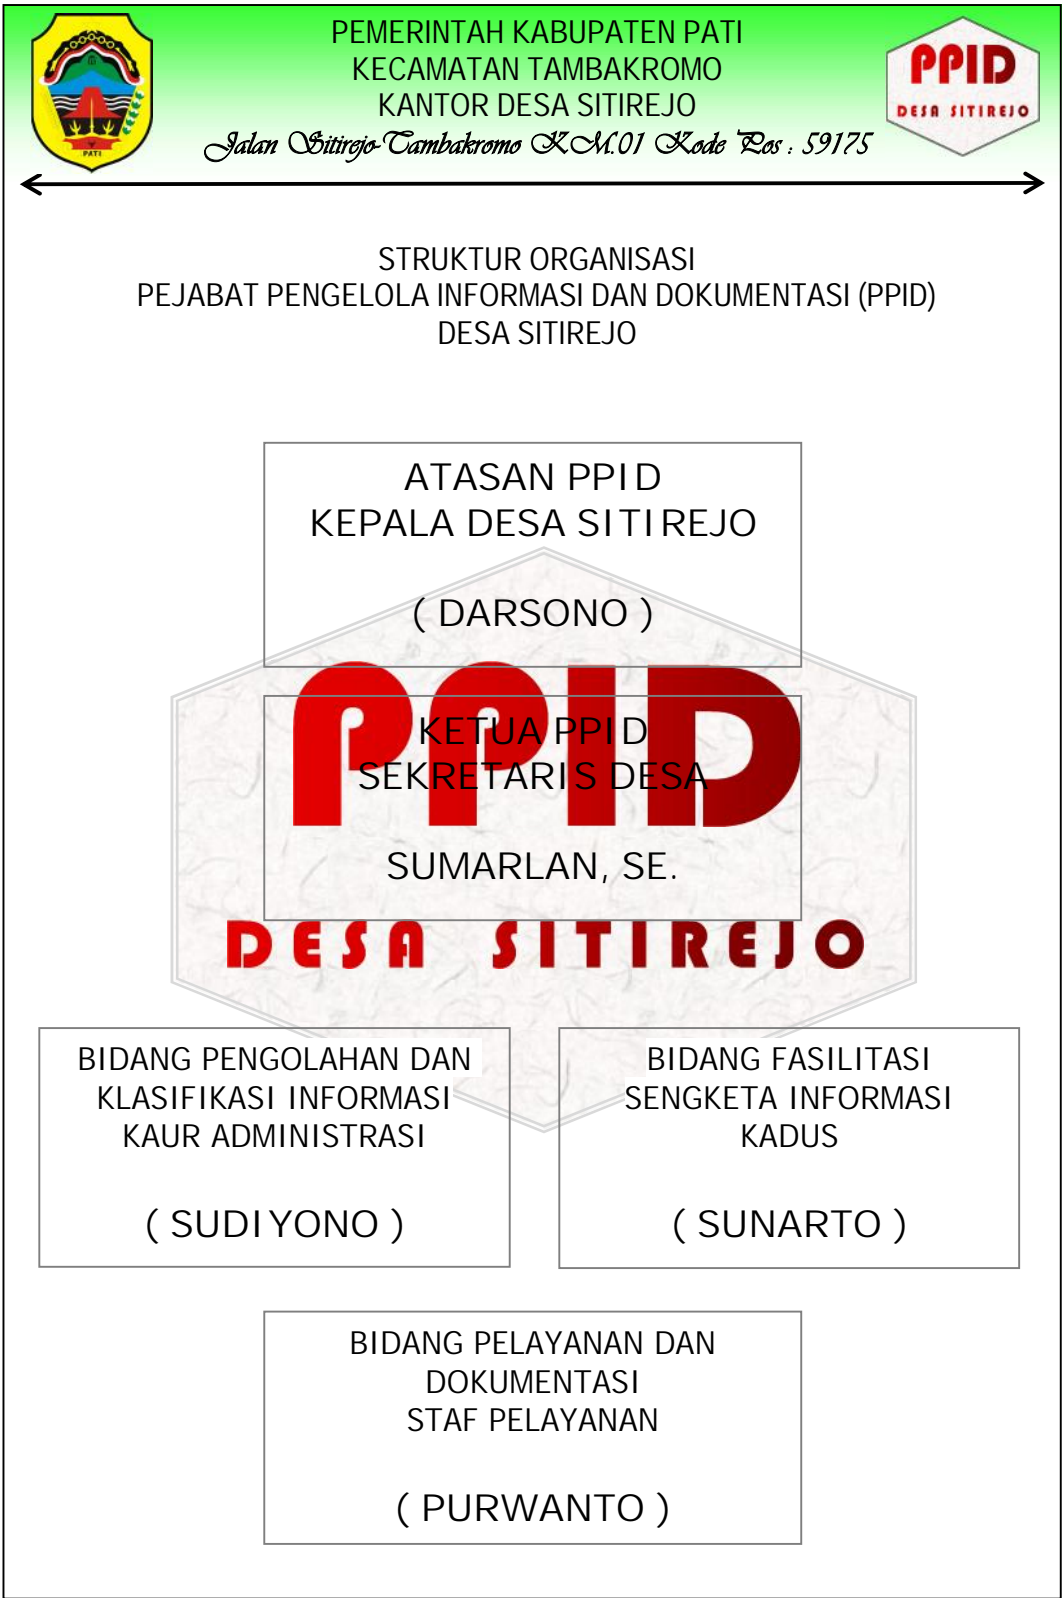 PEMERINTAH KABUPATEN PATI
KECAMATAN TAMBAKROMO
KANTOR DESA SITIREJO
Jalan Sitirejo-Tambakromo KM.01 Kode Pos : 59175
PATI
PPID
DESA SITIREJO
STRUKTUR ORGANISASI
PEJABAT PENGELOLA INFORMASI DAN DOKUMENTASI (PPID)
DESA SITIREJO
ATASAN PPID
KEPALA DESA SITIREJO
( DARSONO )
PPID
KETUA PPID
SEKRETARIS DESA
SUMARLAN, SE.
DESA SITIREJO
BIDANG PENGOLAHAN DAN
KLASIFIKASI INFORMASI
KAUR ADMINISTRASI
( SUDIYONO )
BIDANG FASILITASI
SENGKETA INFORMASI
KADUS
( SUNARTO )
BIDANG PELAYANAN DAN
DOKUMENTASI
STAF PELAYANAN
( PURWANTO )